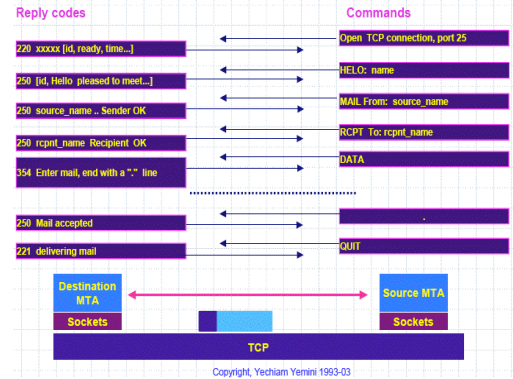 Reply codes
Commands
Open TCP connection, port 25
220 xxxxx [id, ready, time...]
HELO: name
250 [id, Hello pleased to meet...]
MAIL From: source_name
250 source_name .. Sender OK
RCPT To: rcpnt_name
250 rcpnt_name Recipient OK
DATA
354 Enter mail, end with a "." line
.
250 Mail accepted
QUIT
221 delivering mail
Destination
MTA
Source MTA
Sockets
Sockets
TCP
Copyright, Yechiam Yemini 1993-03